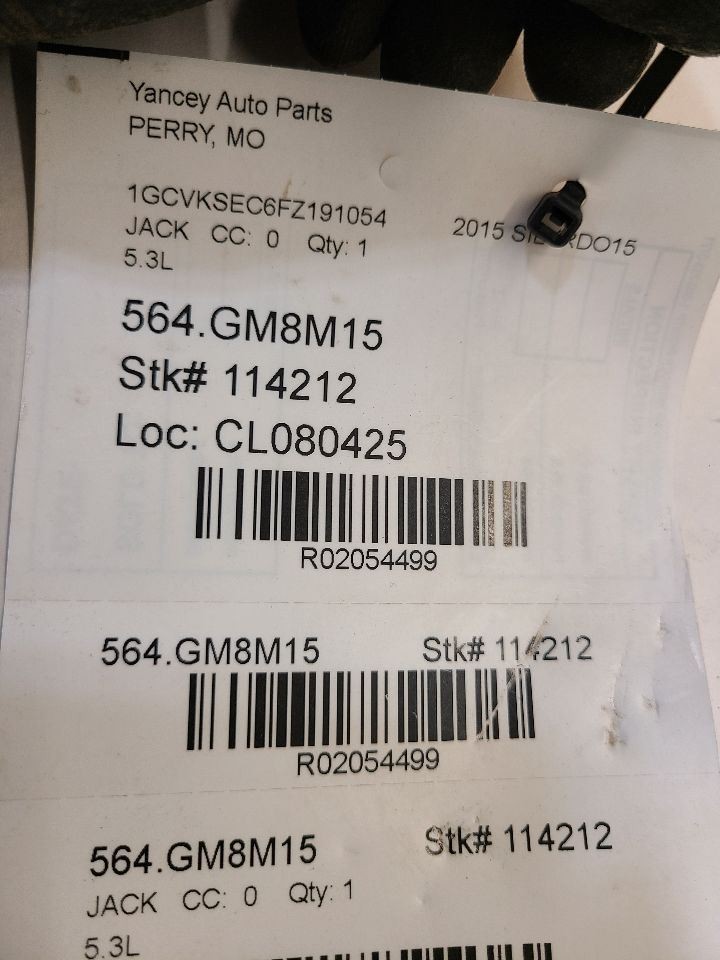 Yancey Auto Parts
PERRY, MO
1GCVKSEC6FZ191054
JACK CC: 0 Qty: 1 2015
5.3L
564.GM8M15
Stk# 114212
Loc: CL080425
R02054499
564.GM8M15 Stk# 114212
R02054499
564.GM8M15 Stk# 114212
JACK CC: 0 Qty: 1
5.3L